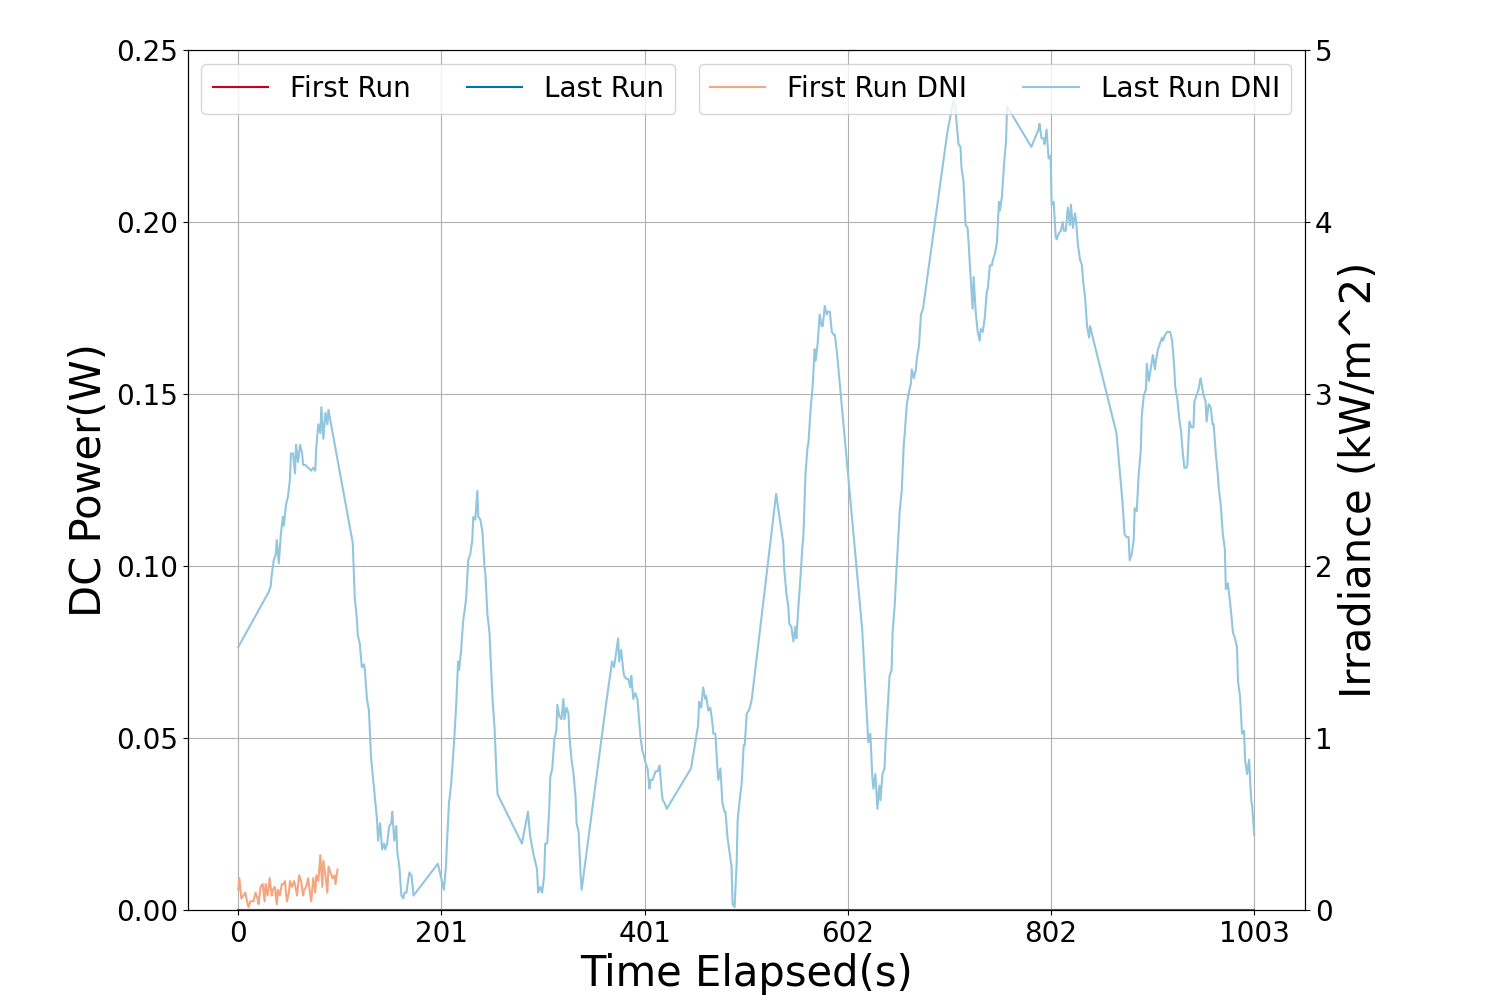 0.25
0.20
0.15
0.10
0.05
0.00
DC Power(W)
First Run
Last Run
First Run DNI
Last Run DNI
5
4
3
2
1
0
Irradiance (kW/m^2)
0 201 401 602 802 1003
Time Elapsed(s)